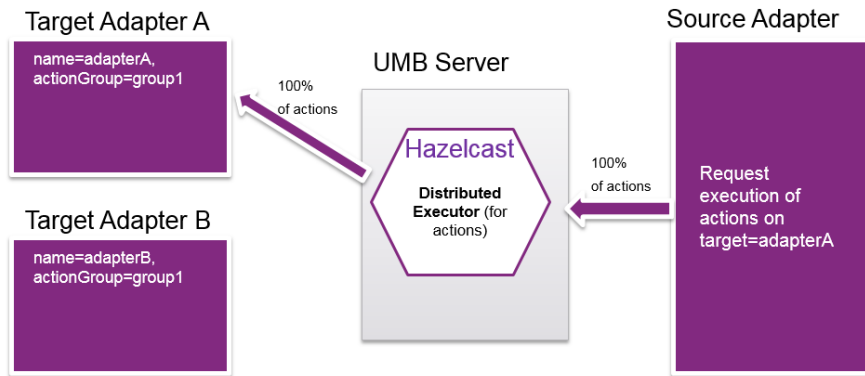 Target Adapter A
name=adapterA,
actionGroup=group1
100%
of actions
Target Adapter B
name=adapterB,
actionGroup=group1
UMB Server
Hazelcast
Distributed
Executor (for
actions)
100%
of actions
Source Adapter
Request
execution of
actions on
target=adapterA